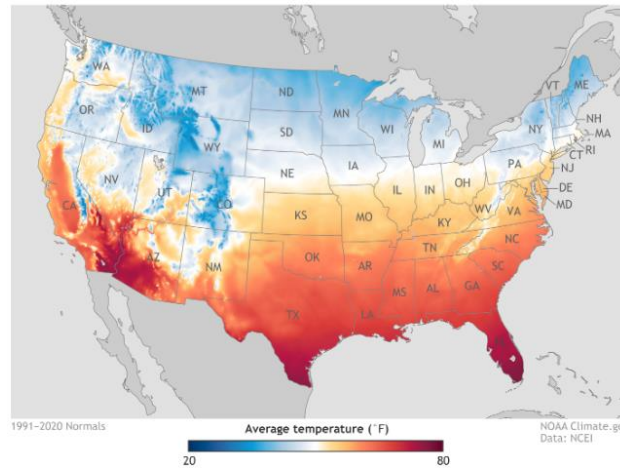 WA
MT
ND
MN
VT
ME
OR
ID
SD
WI
MI
NY
NH
MA
WY
CT
RI
IA
PA
NJ
NE
NV
UT
CO
IL
IN
OH
DE
MD
WV
VA
KS
MO
KY
CA
NC
TN
AZ
NM
OK
AR
SC
MS
AL
GA
TX
LA
1991–2020 Normals
Average temperature (°F)
20
80
NOAA Climate.go
Data: NCEI